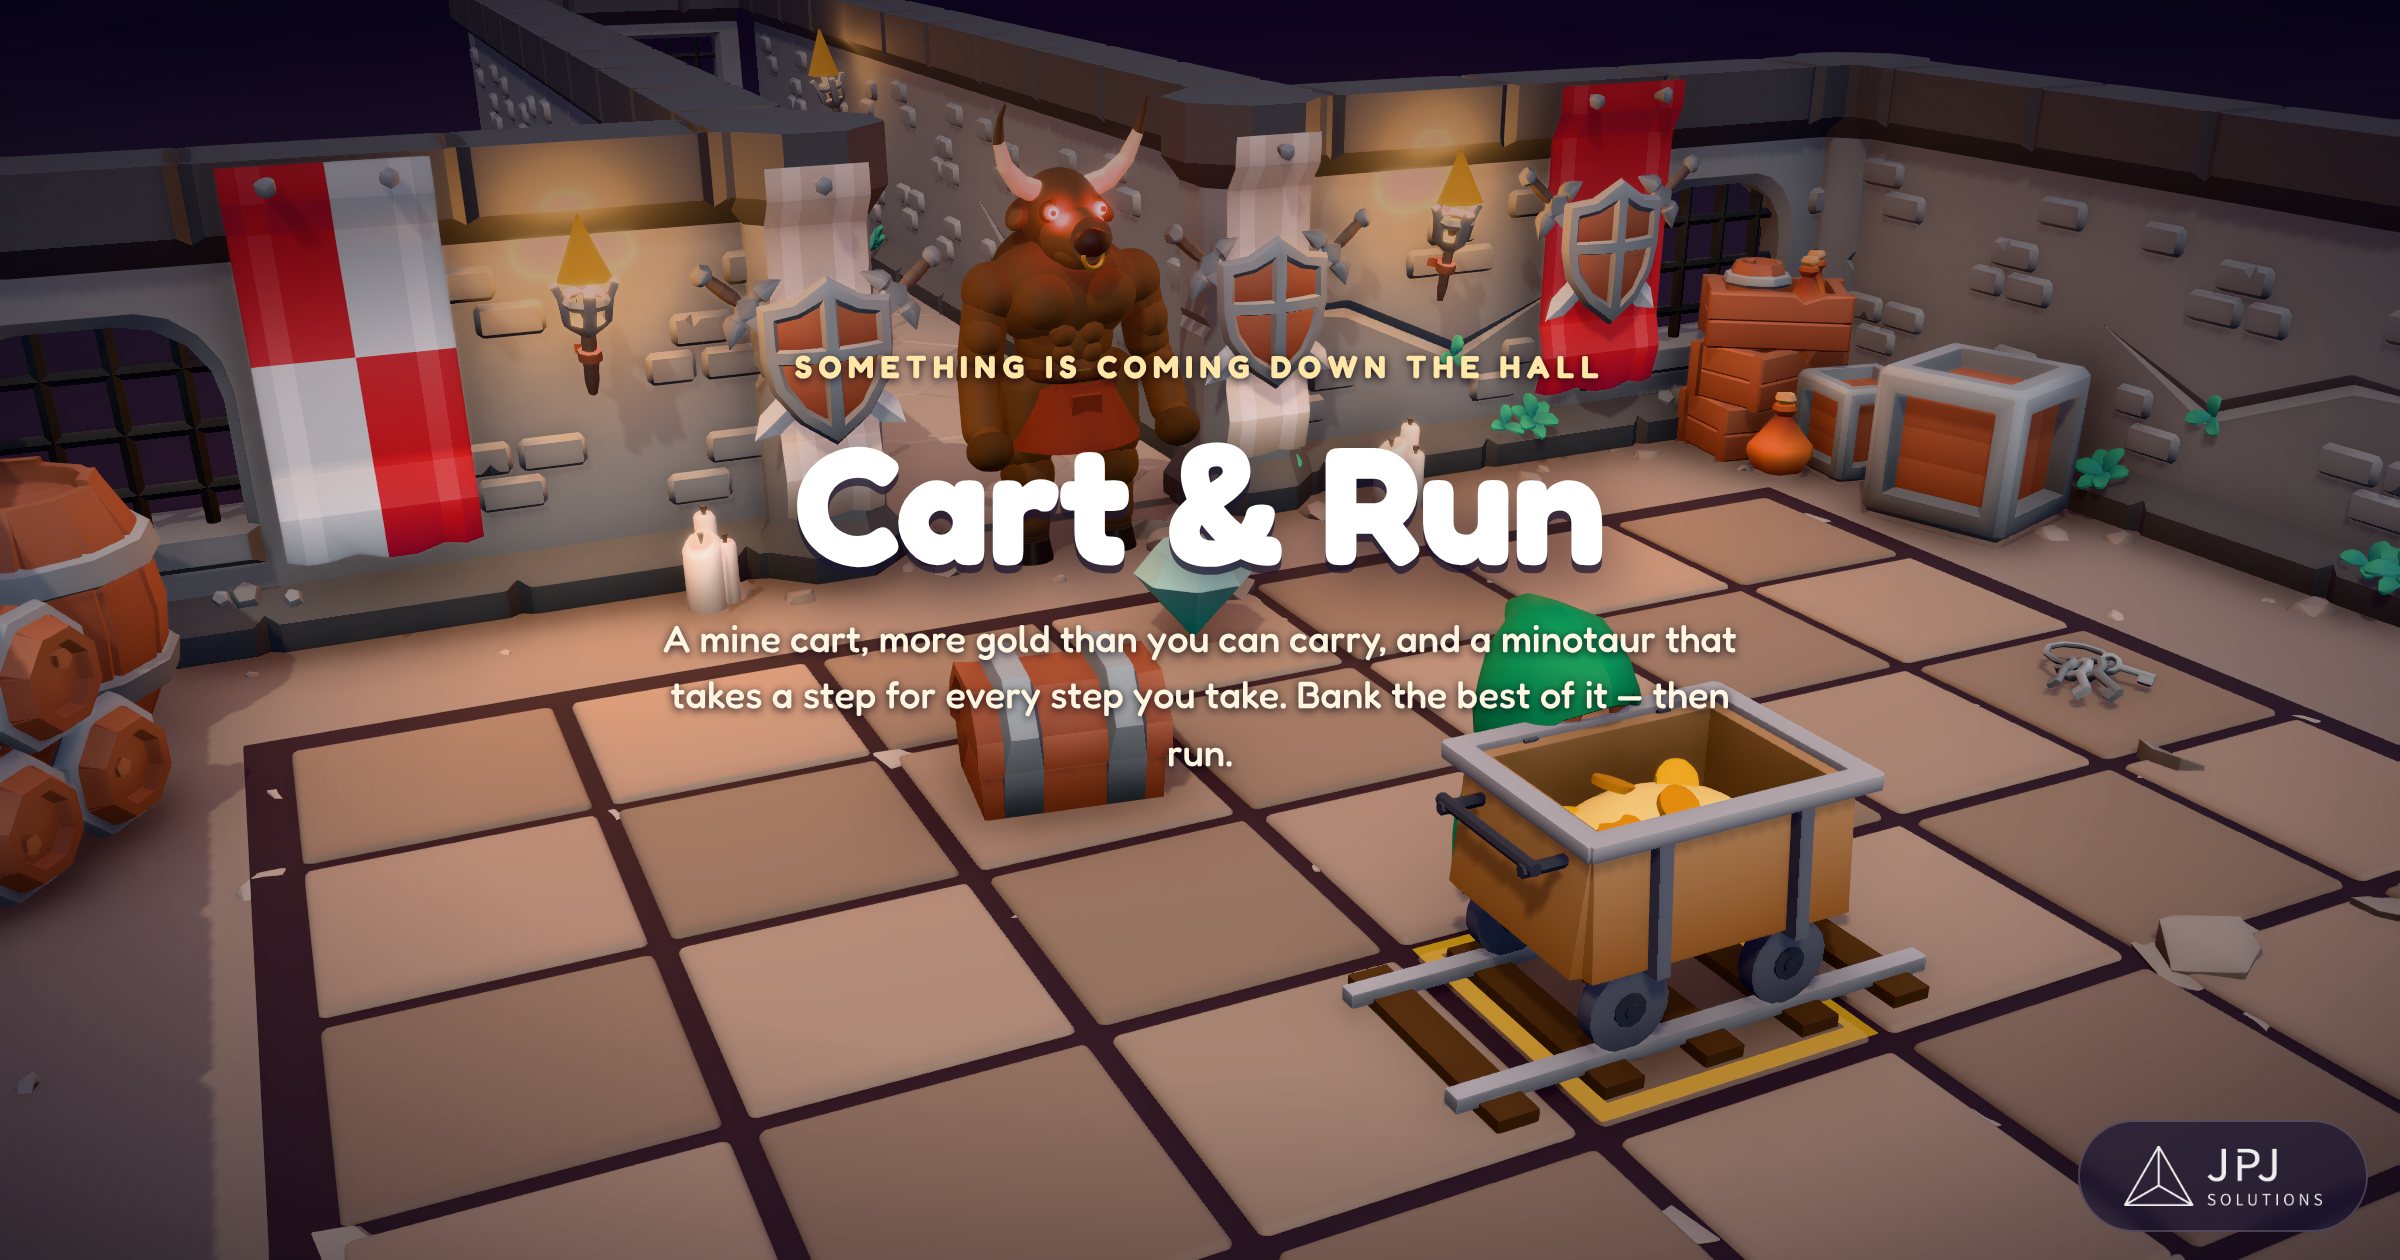 SOMETHING IS COMING DOWN THE HALL
Cart & Run
A mine cart, more gold than you can carry, and a minotaur that
takes a step for every step you take. Bank the best of it – then
run.
JPJ
SOLUTIONS